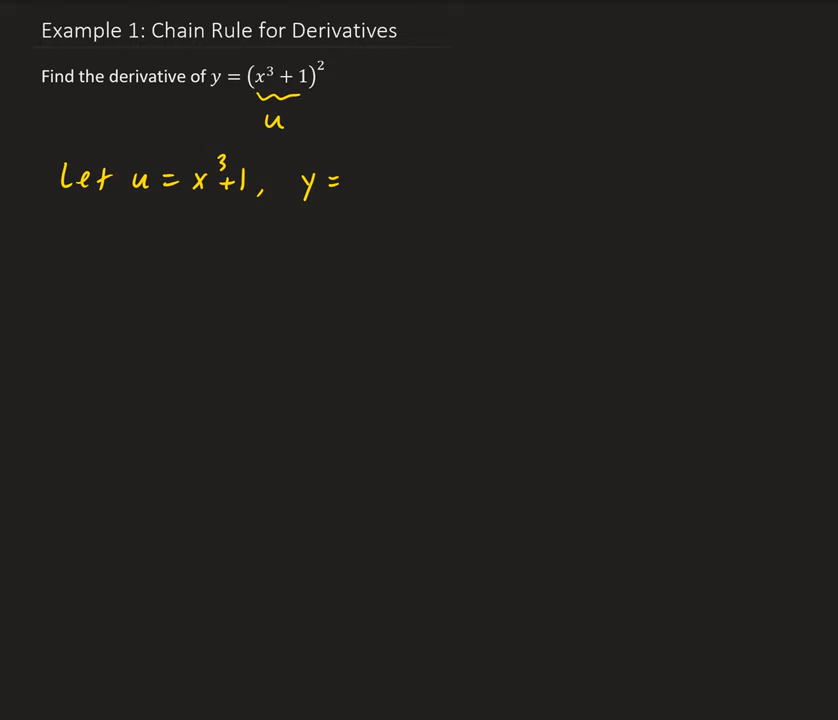 Example 1: Chain Rule for Derivatives
Find the derivative of y = (x³ + 1)²
u
Let u = x³+1, y =